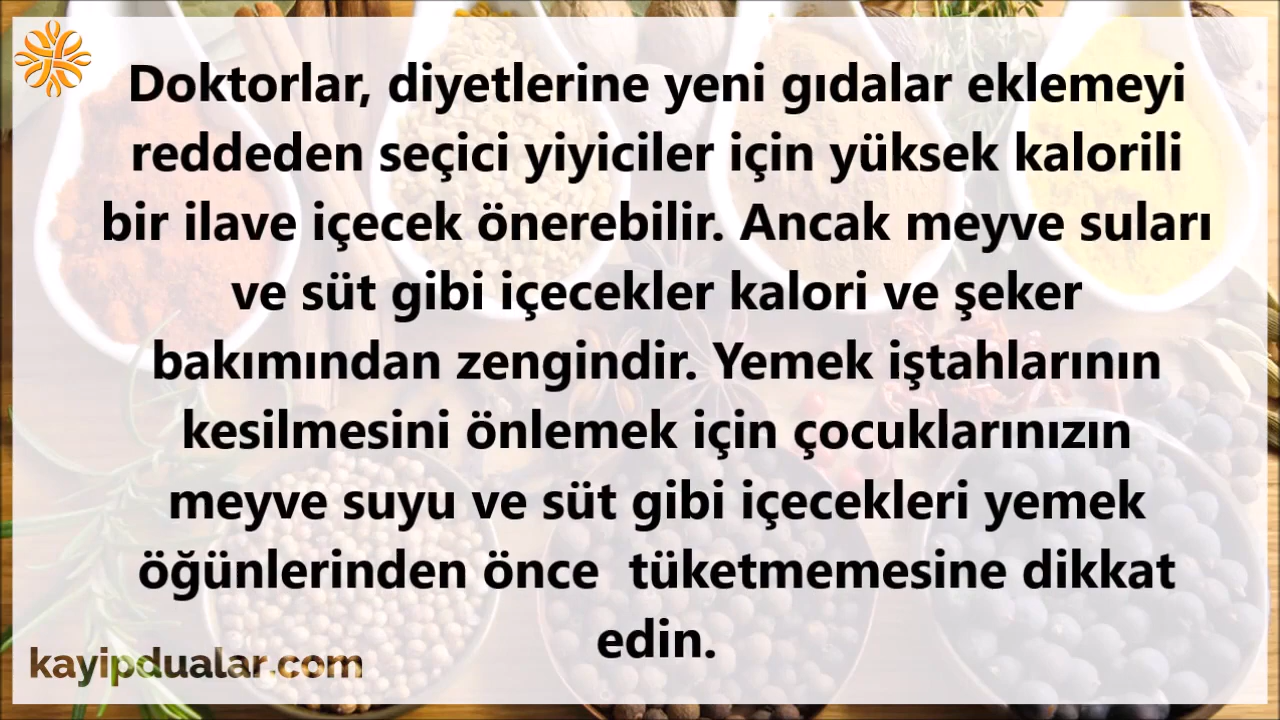 Doktorlar, diyetlerine yeni gıdalar eklemeyi
reddeden seçici yiyiciler için yüksek kalorili
bir ilave içecek önerebilir. Ancak meyve suları
ve süt gibi içecekler kalori ve şeker
bakımından zengindir. Yemek iştahlarının
kesilmesini önlemek için çocuklarınızın
meyve suyu ve süt gibi içecekleri yemek
öğünlerinden önce  tüketmemesine dikkat
edin.
kayipdualar.com